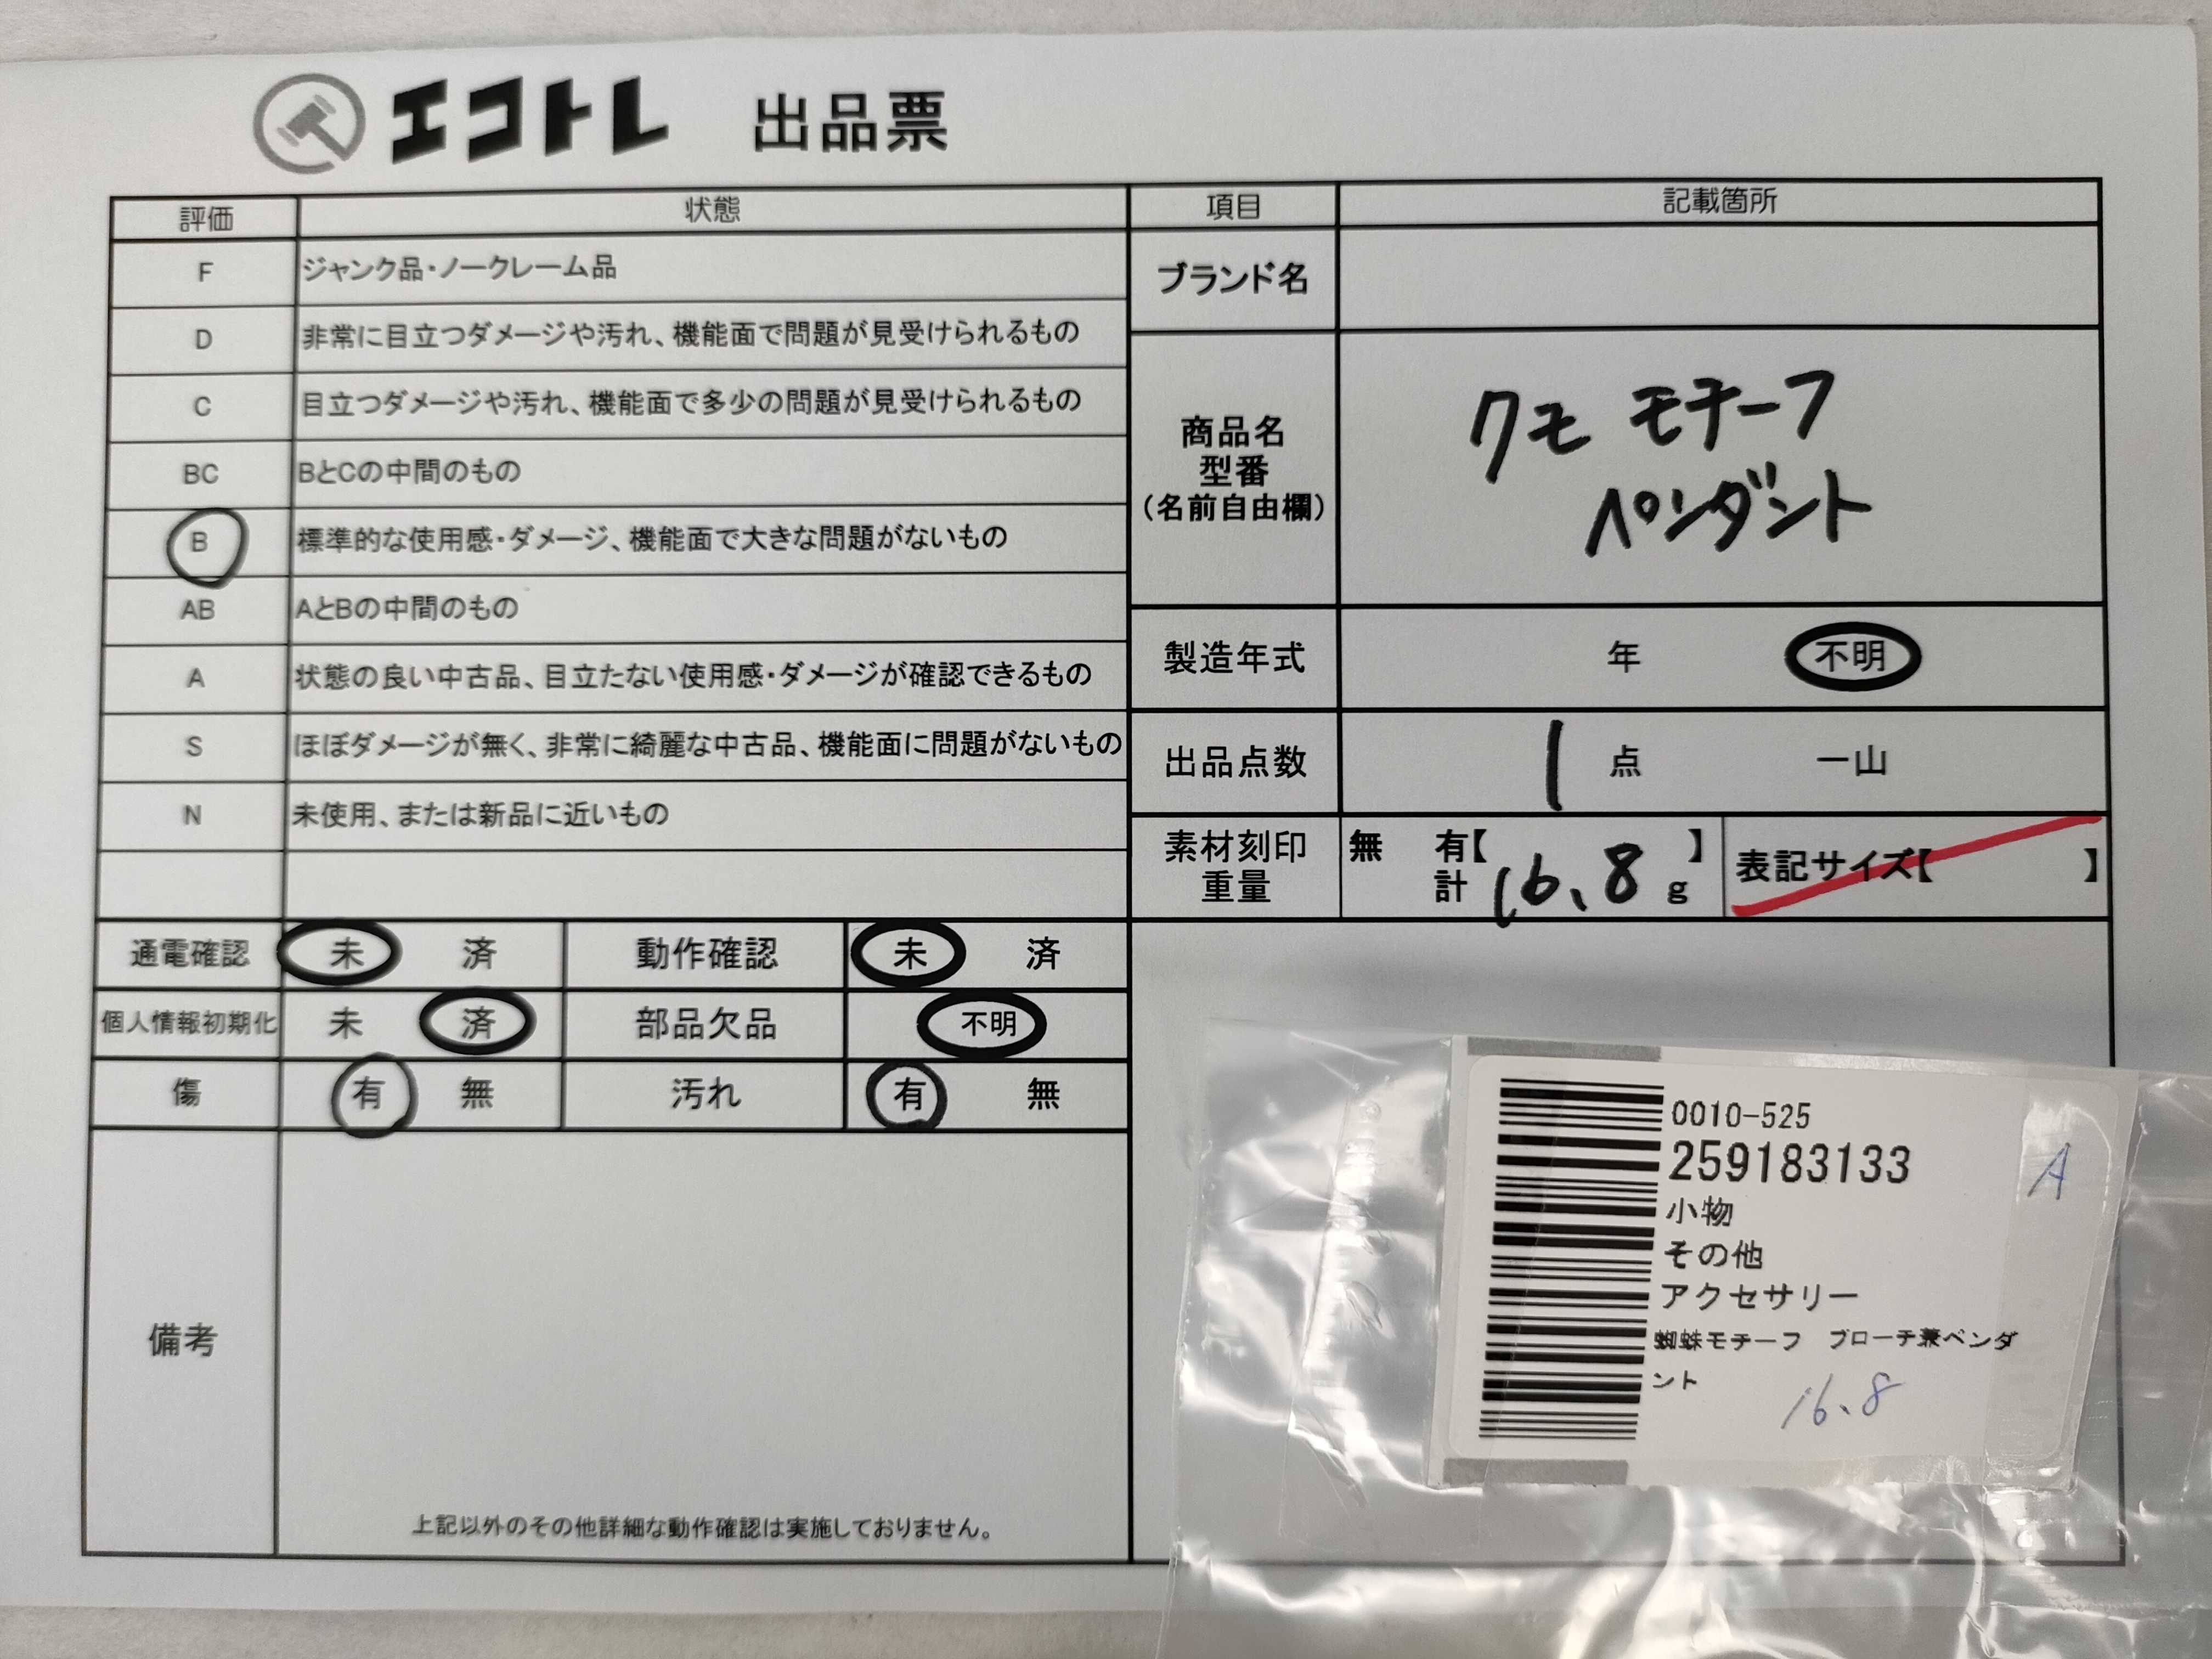 エコトレ 出品票
評価 状態
F ジャンク品・ノークレーム品
D 非常に目立つダメージや汚れ、機能面で問題が見受けられるもの
C 目立つダメージや汚れ、機能面で多少の問題が見受けられるもの
BC BとCの中間のもの
B 標準的な使用感・ダメージ、機能面で大きな問題がないもの
AB AとBの中間のもの
A 状態の良い中古品、目立たない使用感・ダメージが確認できるもの
S ほぼダメージが無く、非常に綺麗な中古品、機能面に問題がないもの
N 未使用、または新品に近いもの
通電確認 未 済 動作確認 未 済
個人情報初期化 未 済 部品欠品 不明
傷 有 無 汚れ 有 無
備考
上記以外のその他詳細な動作確認は実施しておりません。
項目 記載箇所
ブランド名
商品名
型番
(名前自由欄)
クモ モチーフ
ペンダント
製造年式 年 不明
出品点数 1 点 一山
素材刻印 無 有【 】
重量 計 16.8 g
表記サイズ【 】
0010-525
259183133
A
小物
その他
アクセサリー
蜘蛛モチーフ ブローチ兼ペンダ
ント
16.8